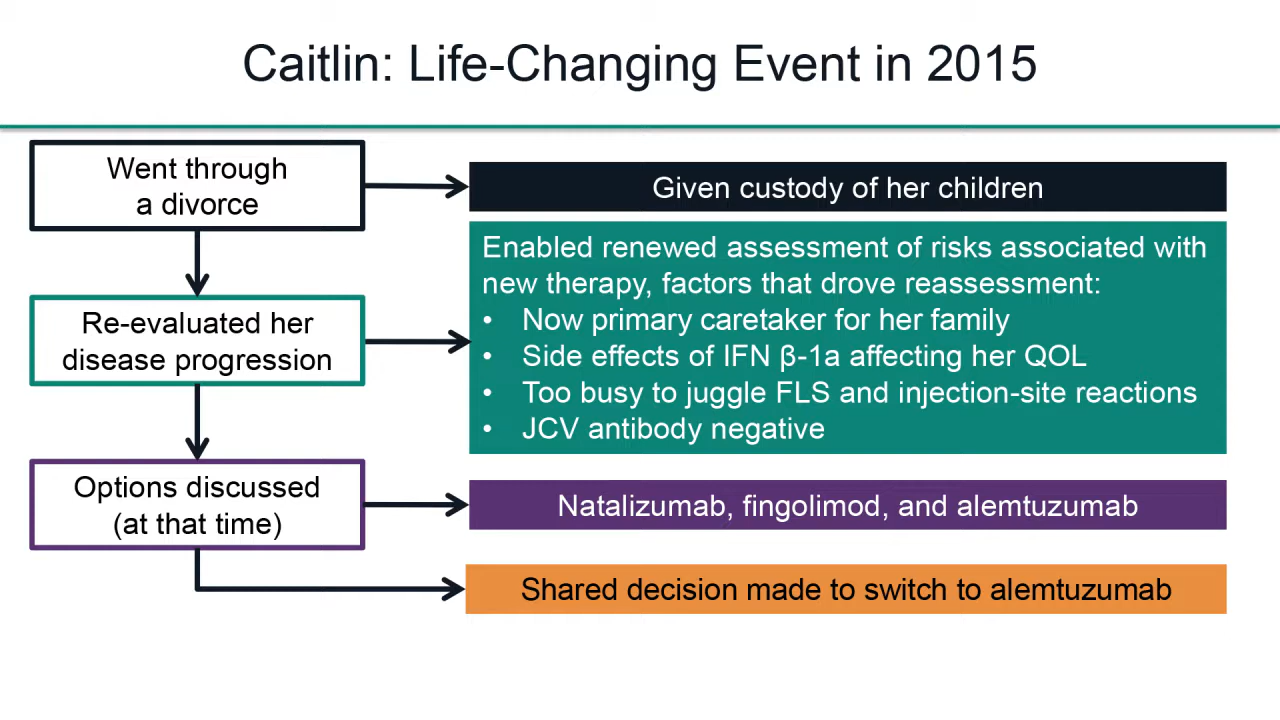 Caitlin: Life-Changing Event in 2015
Went through
a divorce
Given custody of her children
Re-evaluated her
disease progression
Enabled renewed assessment of risks associated with
new therapy, factors that drove reassessment:
• Now primary caretaker for her family
• Side effects of IFN β-1a affecting her QOL
• Too busy to juggle FLS and injection-site reactions
• JCV antibody negative
Options discussed
(at that time)
Natalizumab, fingolimod, and alemtuzumab
Shared decision made to switch to alemtuzumab